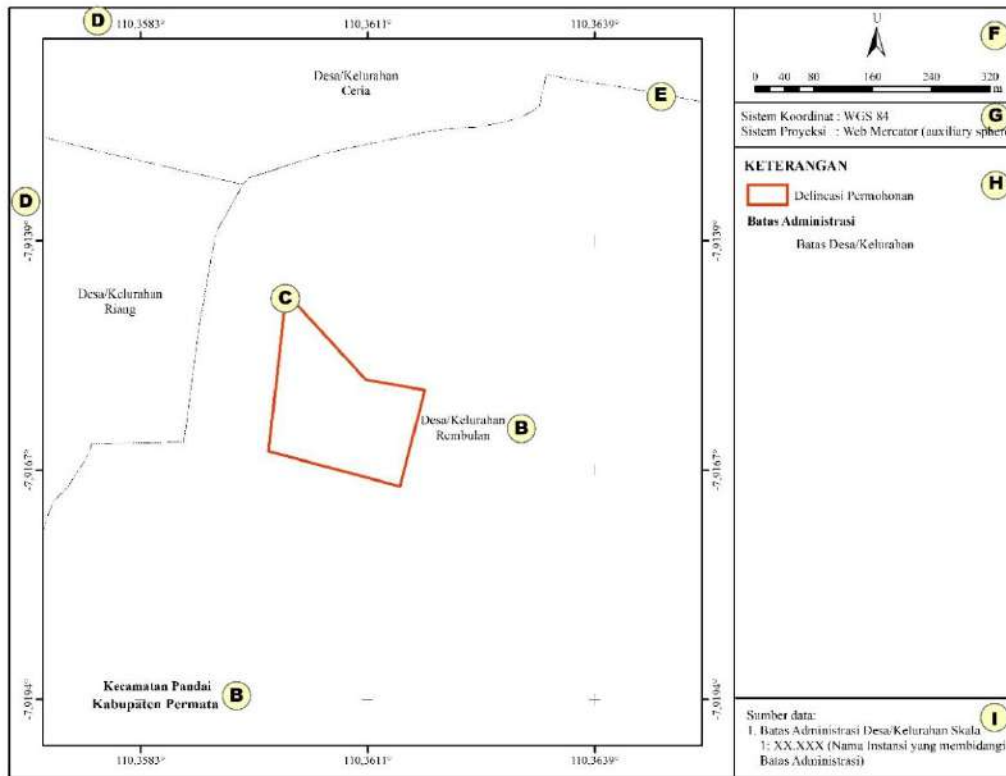 D
110,3583°
110,3611°
110,3639°
U
F
0 40 80 160 240 320
m
Desa/Kelurahan
Ceria
E
Sistem Koordinat : WGS 84
G
Sistem Proyeksi : Web Mercator (auxiliary sphere
KETERANGAN
H
Delineasi Permohonan
Batas Administrasi
Batas Desa/Kelurahan
D
-7,9139°
-7,9139°
Desa/Kelurahan
Riang
C
Desa/Kelurahan
Rembulan
B
-7,9167°
-7,9167°
Kecamatan Pandai
Kabupaten Permata
B
-7,9194°
-7,9194°
110,3583°
110,3611°
110,3639°
Sumber data:
I
1. Batas Administrasi Desa/Kelurahan Skala
1: XX.XXX (Nama Instansi yang membidangi
Batas Administrasi)